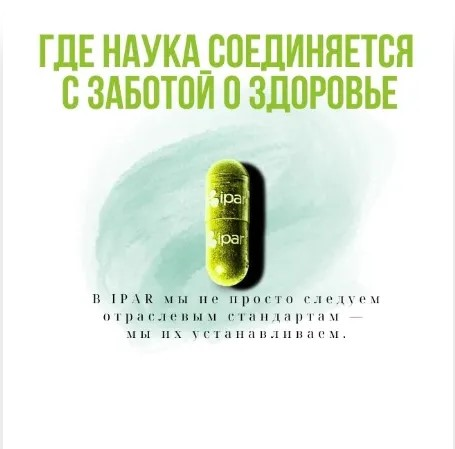 ГДЕ НАУКА СОЕДИНЯЕТСЯ
С ЗАБОТОЙ О ЗДОРОВЬЕ
ipar
ipar
В IPAR мы не просто следуем
отраслевым стандартам —
мы их устанавливаем.